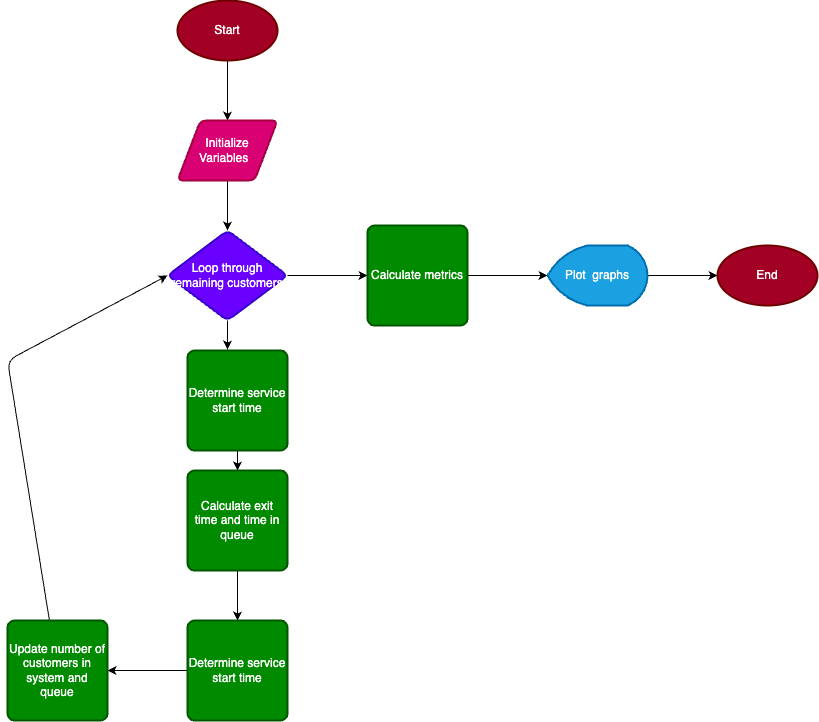 Start
Initialize
Variables
Loop through
remaining customers
Calculate metrics
Plot graphs
End
Determine service
start time
Calculate exit
time and time in
queue
Determine service
start time
Update number of
customers in
system and
queue